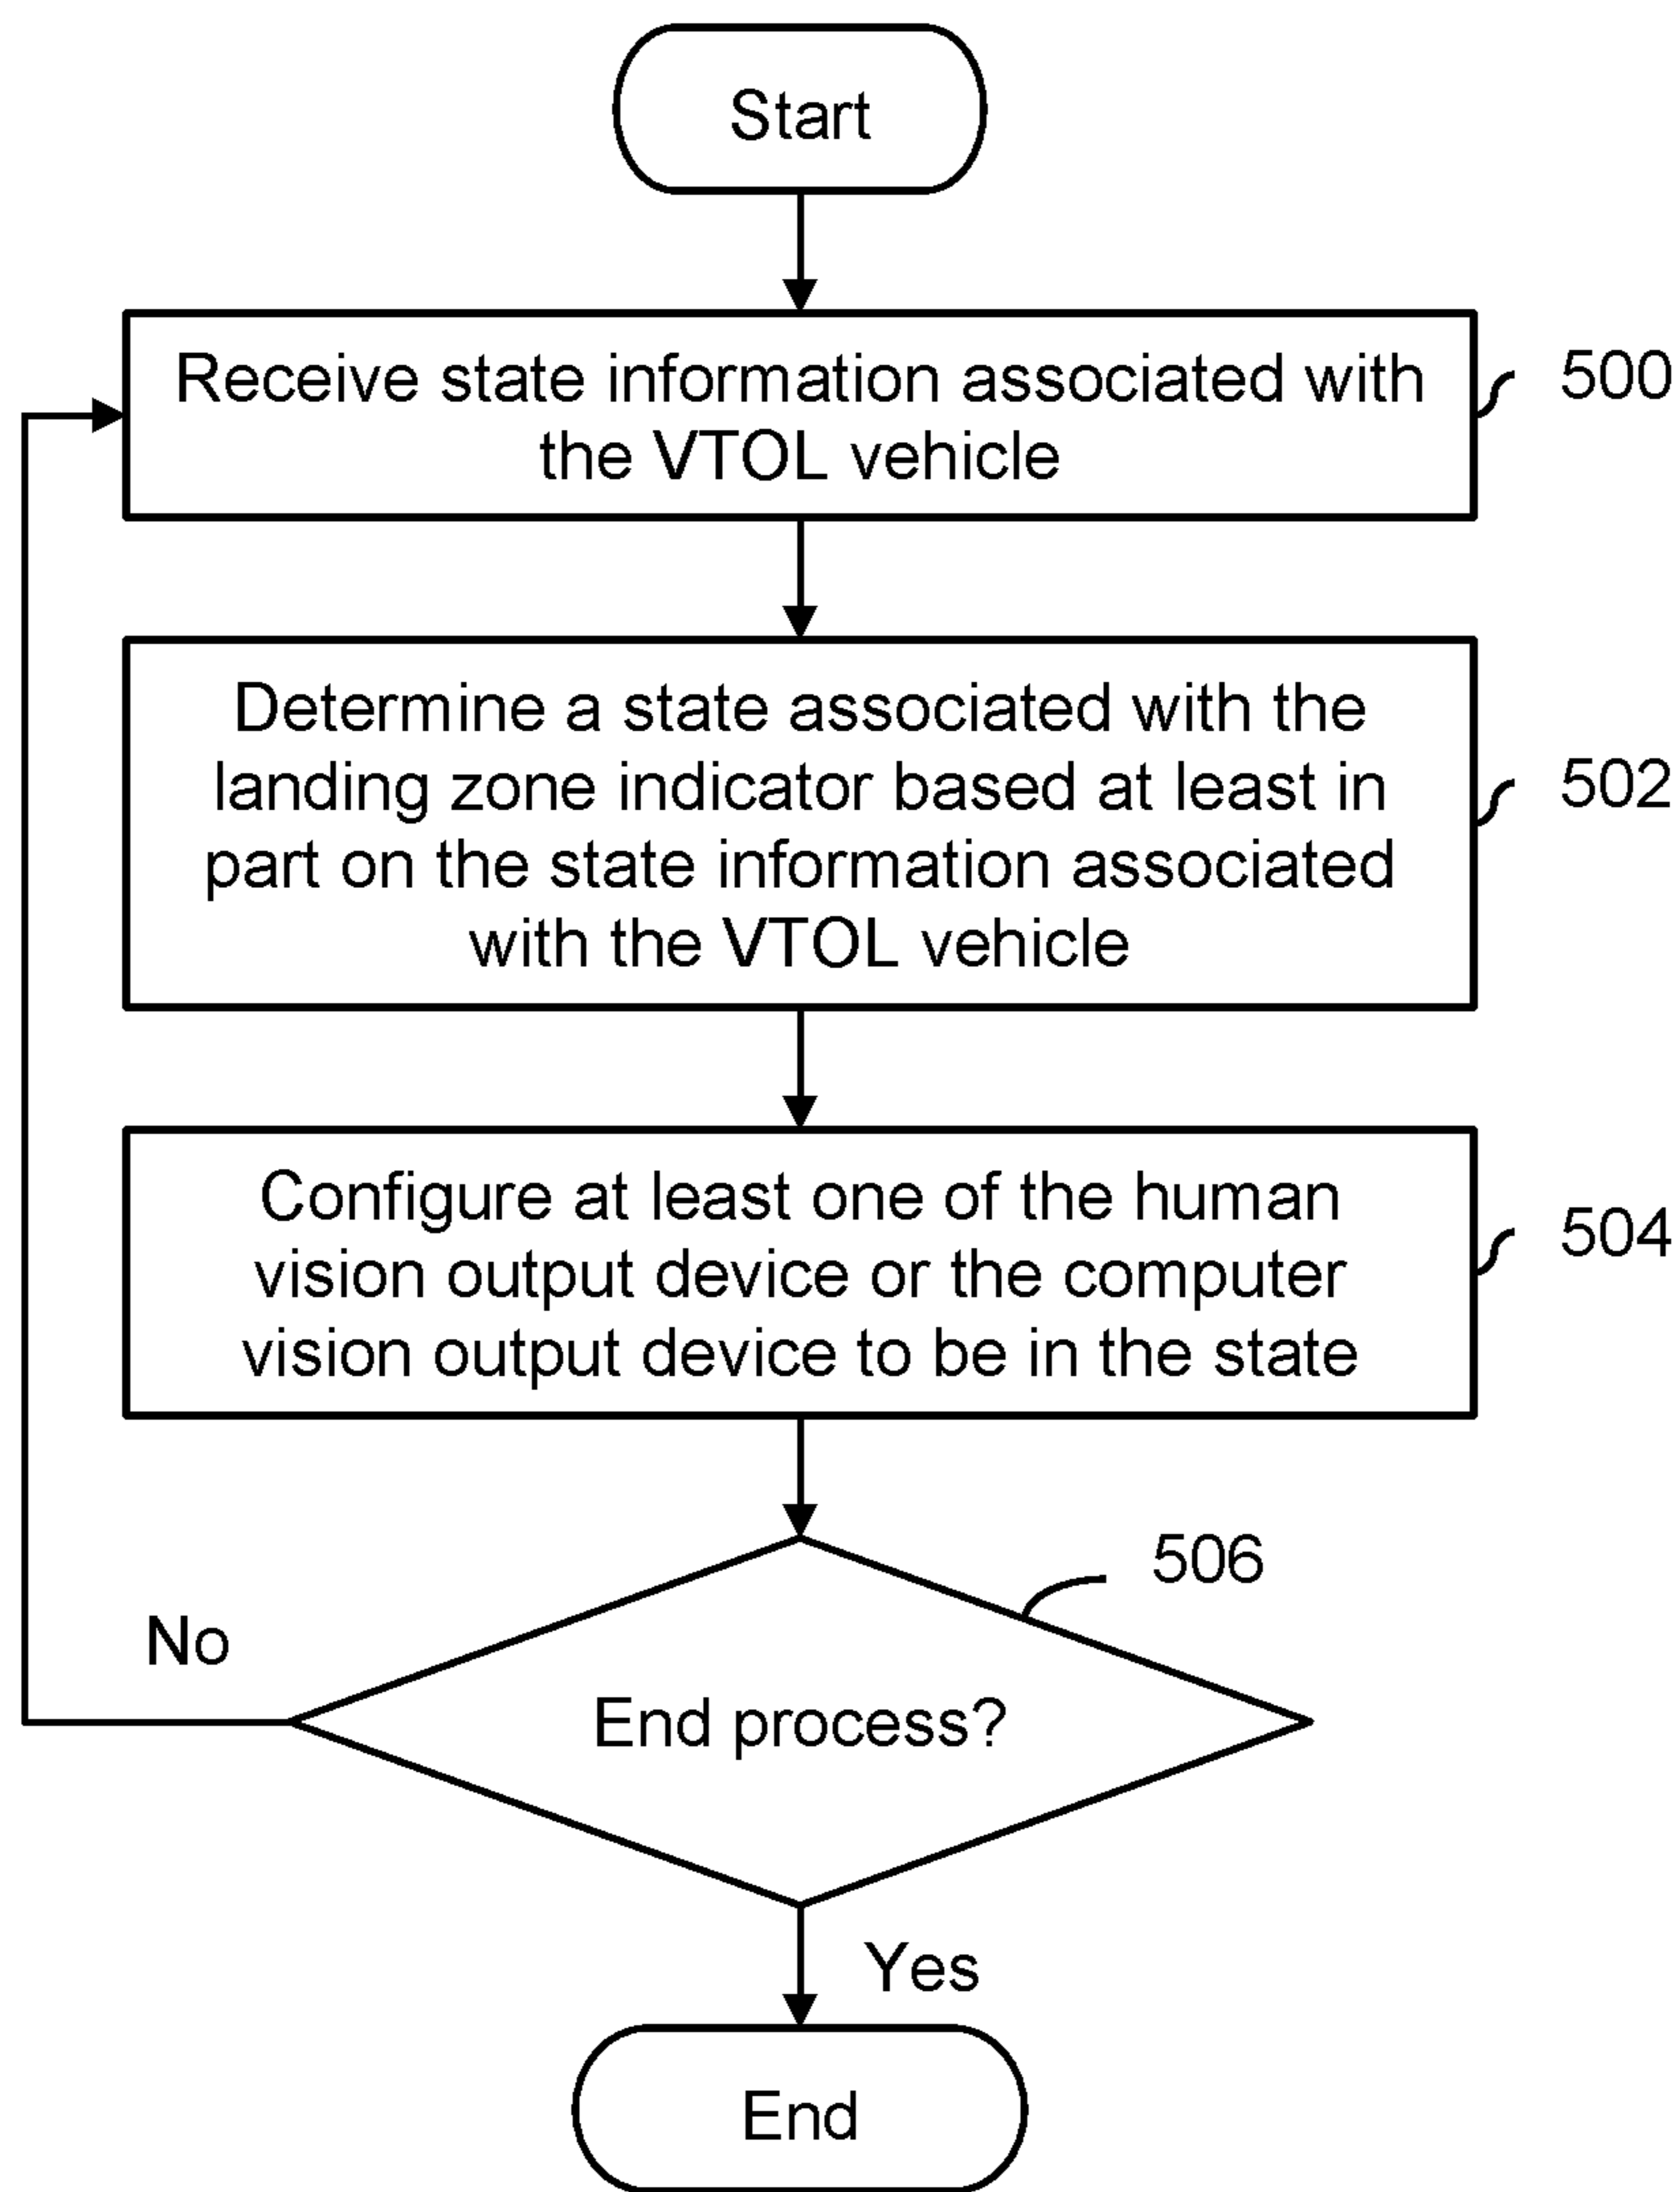 Start
Receive state information associated with
the VTOL vehicle
500
Determine a state associated with the
landing zone indicator based at least in
part on the state information associated
with the VTOL vehicle
502
Configure at least one of the human
vision output device or the computer
vision output device to be in the state
504
506
No
End process?
Yes
End